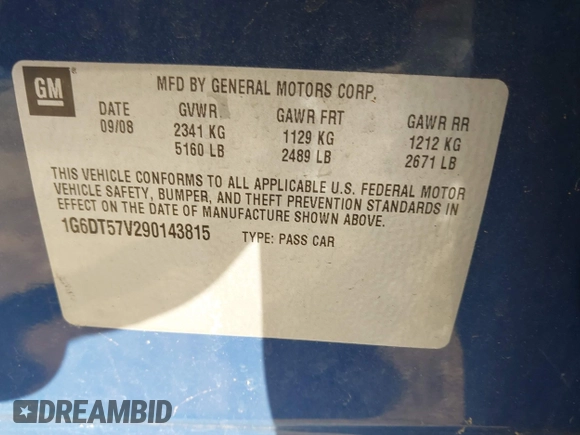 GM
MFD BY GENERAL MOTORS CORP.
DATE GVWR GAWR FRT GAWR RR
09/08 2341 KG 1129 KG 1212 KG
5160 LB 2489 LB 2671 LB
THIS VEHICLE CONFORMS TO ALL APPLICABLE U.S. FEDERAL MOTOR
VEHICLE SAFETY, BUMPER, AND THEFT PREVENTION STANDARDS IN
EFFECT ON THE DATE OF MANUFACTURE SHOWN ABOVE.
1G6DT57V290143815 TYPE: PASS CAR
DREAMBID